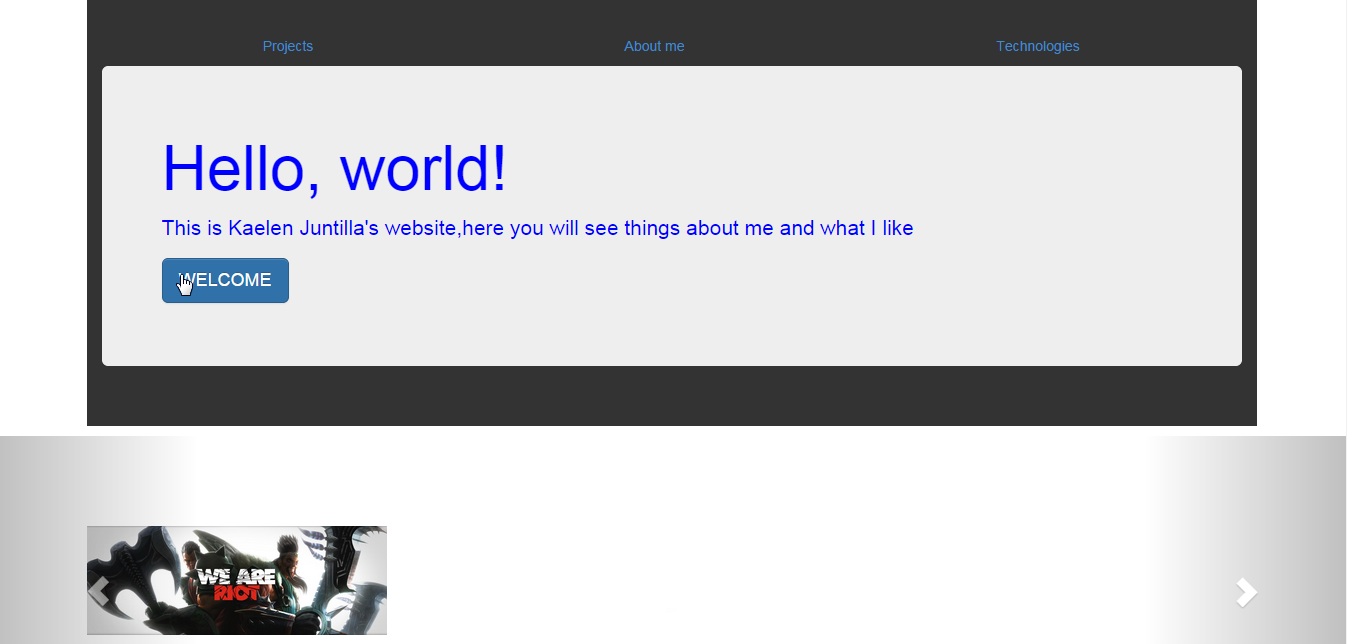 Projects About me Technologies
Hello, world!
This is Kaelen Juntilla's website,here you will see things about me and what I like
WELCOME
WE ARE
RIOT